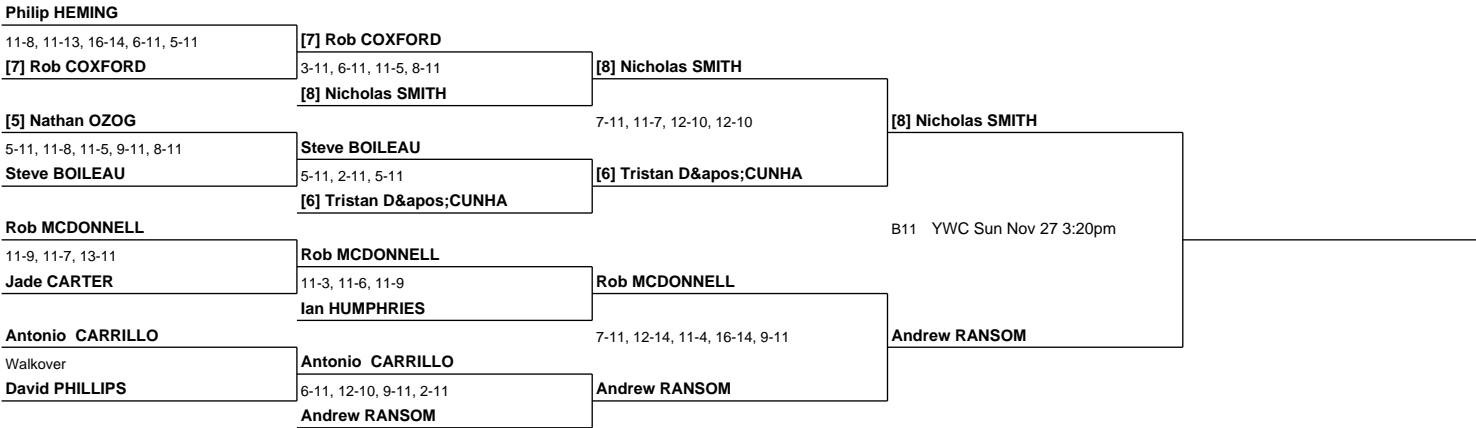 Philip HEMING
11-8, 11-13, 16-14, 6-11, 5-11
[7] Rob COXFORD
[7] Rob COXFORD
3-11, 6-11, 11-5, 8-11
[8] Nicholas SMITH
[8] Nicholas SMITH
[5] Nathan OZOG
5-11, 11-8, 11-5, 9-11, 8-11
Steve BOILEAU
Steve BOILEAU
5-11, 2-11, 5-11
[6] Tristan D&apos;CUNHA
7-11, 11-7, 12-10, 12-10
[6] Tristan D&apos;CUNHA
[8] Nicholas SMITH
Rob MCDONNELL
11-9, 11-7, 13-11
Jade CARTER
Rob MCDONNELL
11-3, 11-6, 11-9
Ian HUMPHRIES
Rob MCDONNELL
B11 YWC Sun Nov 27 3:20pm
Antonio  CARRILLO
Walkover
David PHILLIPS
Antonio  CARRILLO
6-11, 12-10, 9-11, 2-11
Andrew RANSOM
7-11, 12-14, 11-4, 16-14, 9-11
Andrew RANSOM
Andrew RANSOM